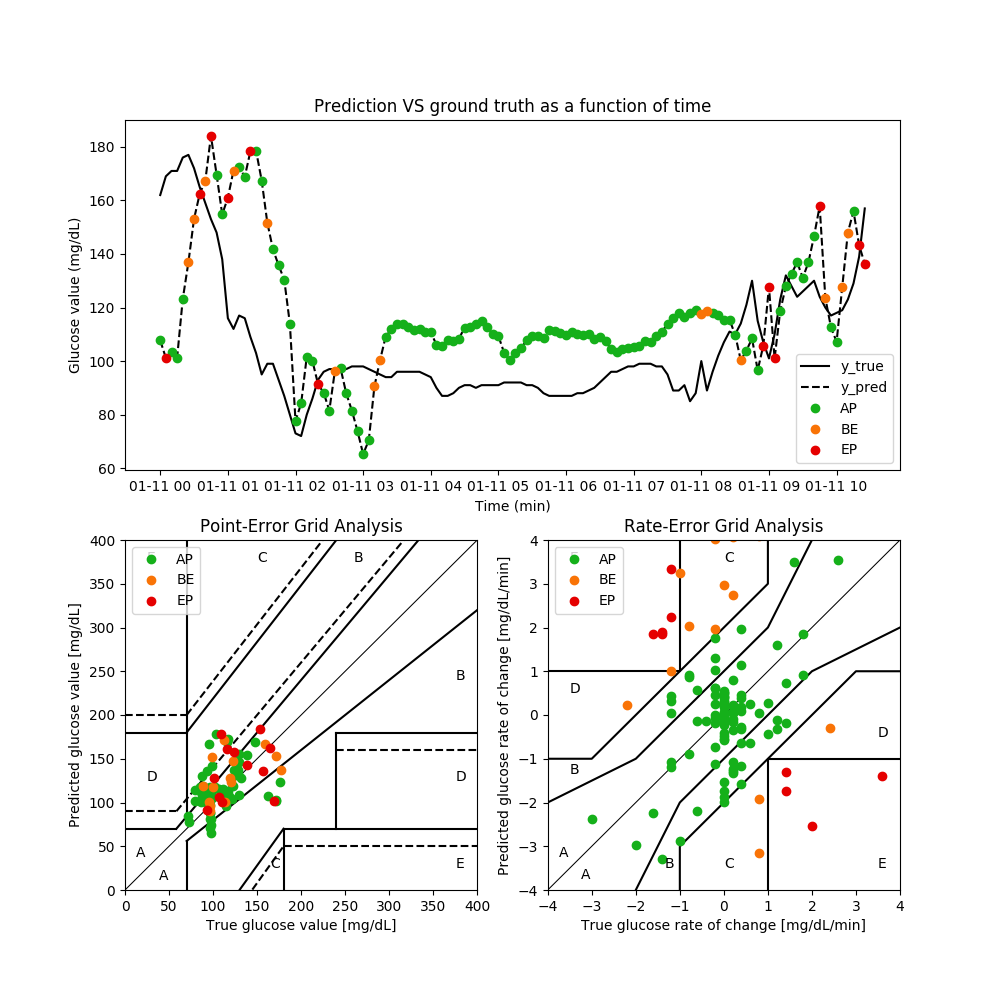 Prediction VS ground truth as a function of time
Glucose value (mg/dL)
180
160
140
120
100
80
60
01-11 00 01-11 01 01-11 02 01-11 03 01-11 04 01-11 05 01-11 06 01-11 07 01-11 08 01-11 09 01-11 10
Time (min)
y_true
y_pred
AP
BE
EP
Point-Error Grid Analysis
Predicted glucose value [mg/dL]
400
350
300
250
200
150
100
50
0
AP
BE
EP
C
B
B
D
D
A
A
C
E
0 50 100 150 200 250 300 350 400
True glucose value [mg/dL]
Rate-Error Grid Analysis
Predicted glucose rate of change [mg/dL/min]
4
3
2
1
0
−1
−2
−3
−4
AP
BE
EP
C
D
D
B
A
A
B
C
E
−4 −3 −2 −1 0 1 2 3 4
True glucose rate of change [mg/dL/min]